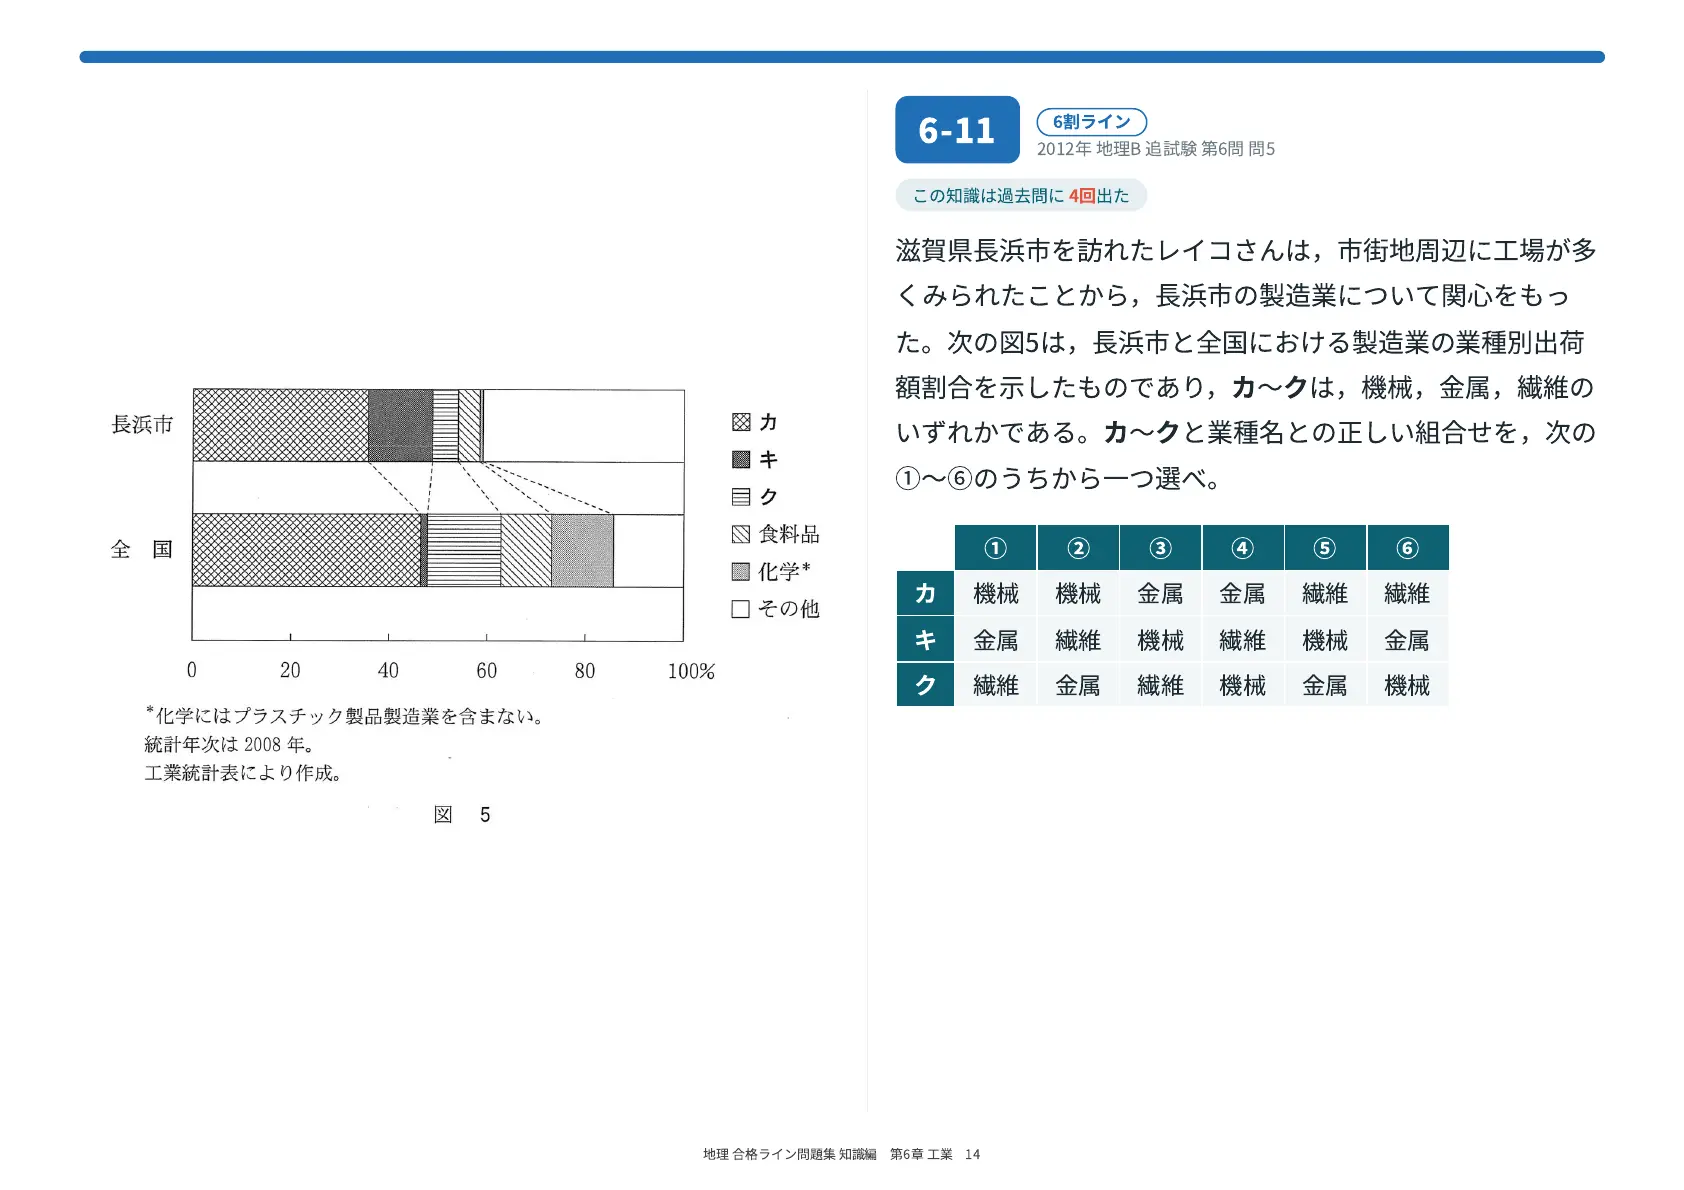 長浜市
全 国
カ
キ
ク
食料品
化学*
その他
0 20 40 60 80 100%
*化学にはプラスチック製品製造業を含まない。
統計年次は 2008 年。
工業統計表により作成。
図 5
6-11
6割ライン
2012年 地理B 追試験 第6問 問5
この知識は過去問に 4回出た
滋賀県長浜市を訪れたレイコさんは，市街地周辺に工場が多
くみられたことから，長浜市の製造業について関心をもっ
た。次の図5は，長浜市と全国における製造業の業種別出荷
額割合を示したものであり，カ～クは，機械，金属，繊維の
いずれかである。カ～クと業種名との正しい組合せを，次の
①～⑥のうちから一つ選べ。
① ② ③ ④ ⑤ ⑥
カ 機械 機械 金属 金属 繊維 繊維
キ 金属 繊維 機械 繊維 機械 金属
ク 繊維 金属 繊維 機械 金属 機械
地理 合格ライン問題集 知識編 第6章 工業 14